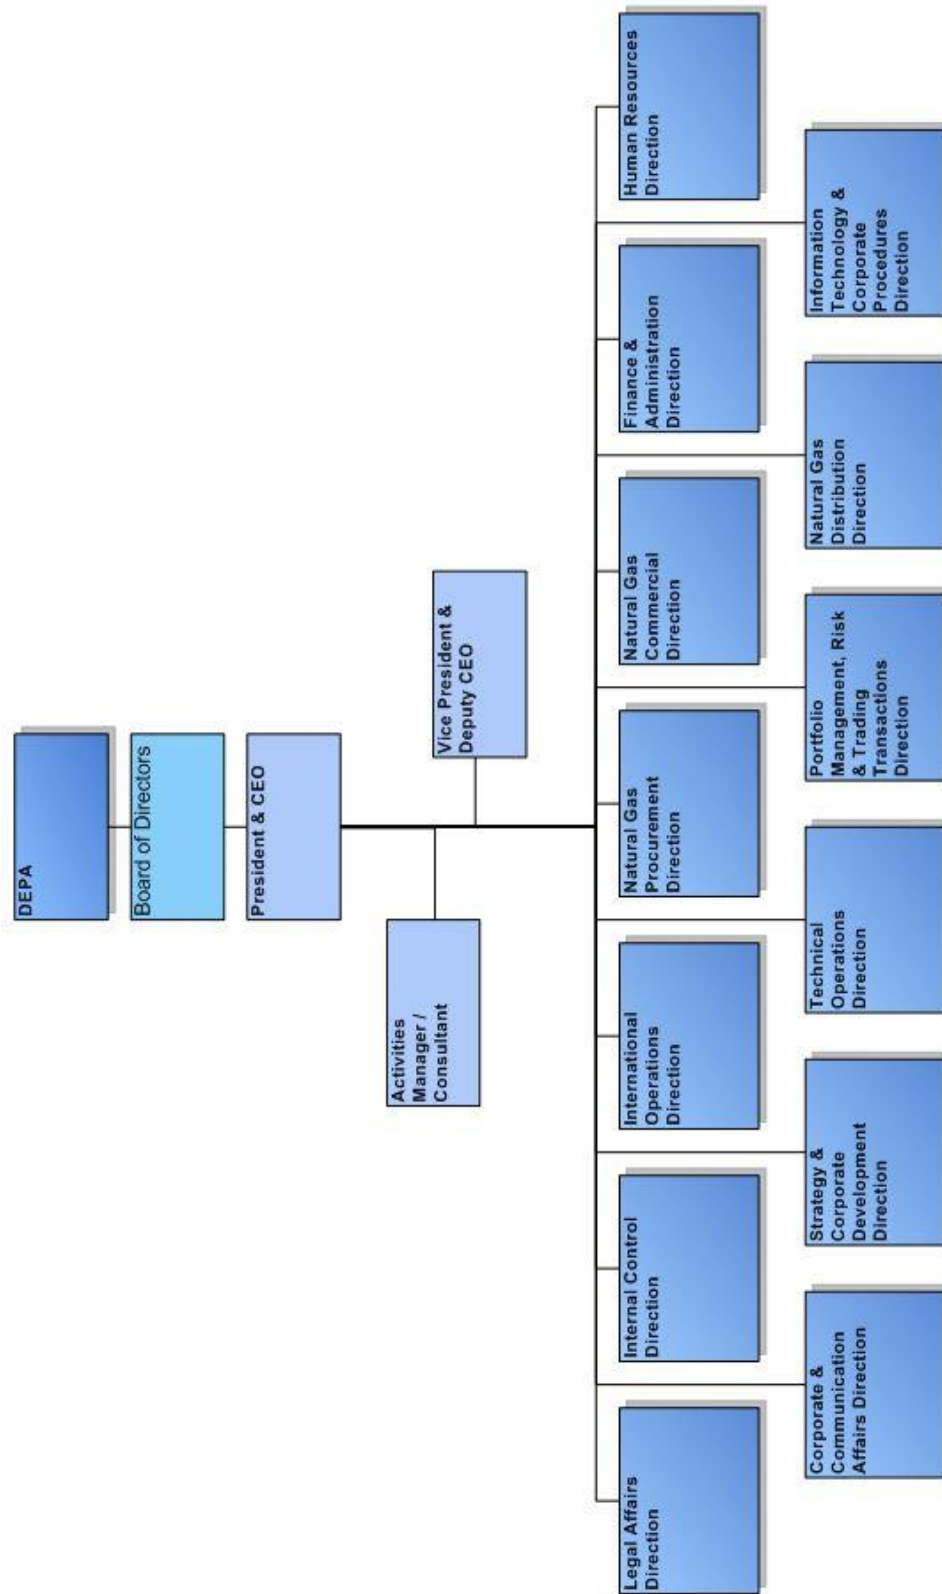 DEPA
Board of Directors
President & CEO
Activities
Manager /
Consultant
Vice President &
Deputy CEO
Legal Affairs
Direction
Internal Control
Direction
International
Operations
Direction
Natural Gas
Procurement
Direction
Natural Gas
Commercial
Direction
Finance &
Administration
Direction
Human Resources
Direction
Corporate &
Communication
Affairs Direction
Strategy &
Corporate
Development
Direction
Technical
Operations
Direction
Portfolio
Management, Risk
& Trading
Transactions
Direction
Natural Gas
Distribution
Direction
Information
Technology &
Corporate
Procedures
Direction